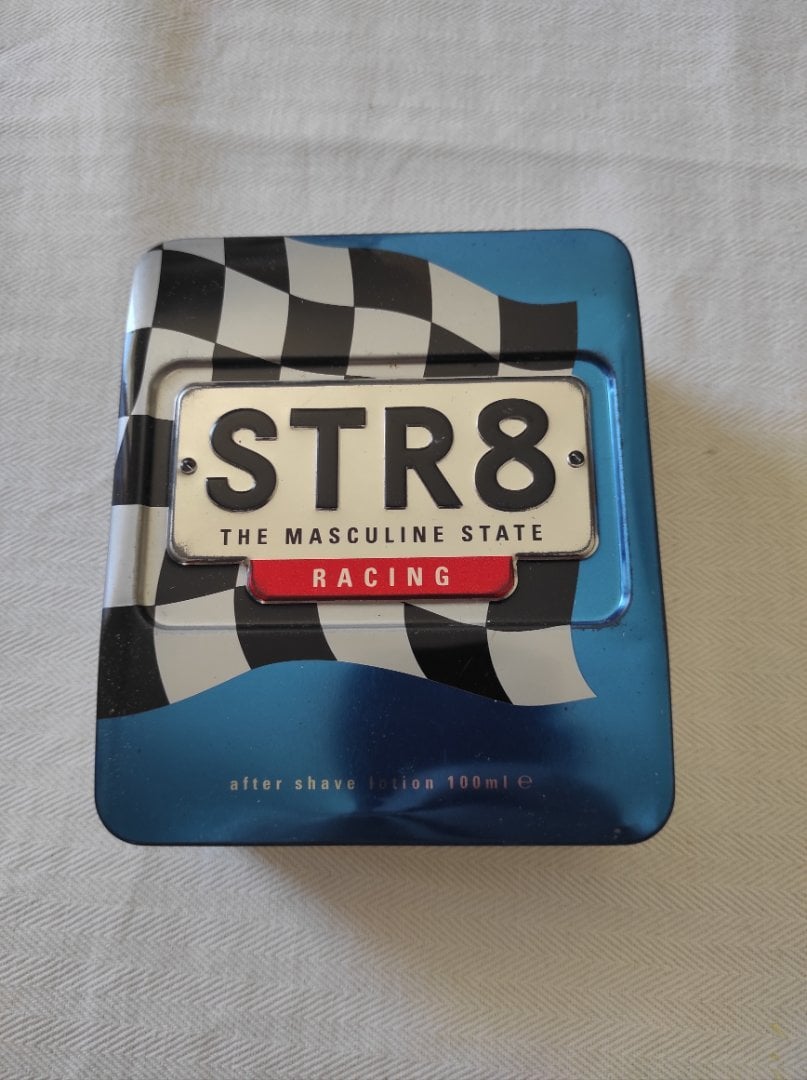 STR8
THE MASCULINE STATE
RACING
after shave lotion 100ml ℮